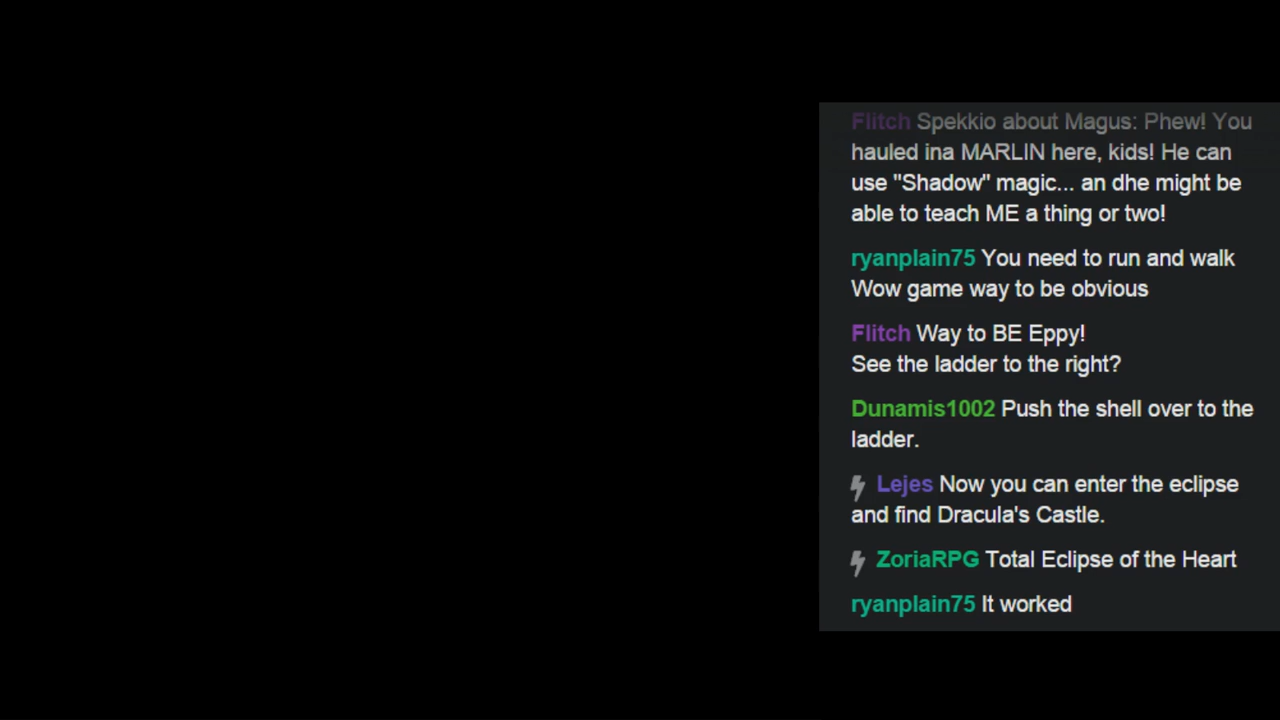 Flitch Spekkio about Magus: Phew! You
hauled ina MARLIN here, kids! He can
use "Shadow" magic... an dhe might be
able to teach ME a thing or two!
ryanplain75 You need to run and walk
Wow game way to be obvious
Flitch Way to BE Eppy!
See the ladder to the right?
Dunamis1002 Push the shell over to the
ladder.
Lejes Now you can enter the eclipse
and find Dracula's Castle.
ZoriaRPG Total Eclipse of the Heart
ryanplain75 It worked